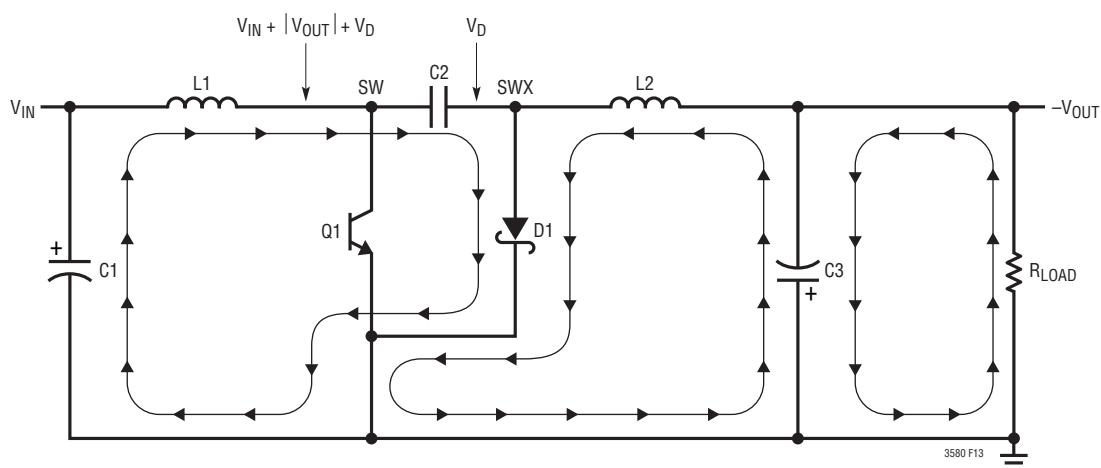 VIN + |VOUT| + VD
VD
L1
SW
C2
SWX
L2
VIN
–VOUT
Q1
D1
+
C1
C3
+
RLOAD
3580 F13